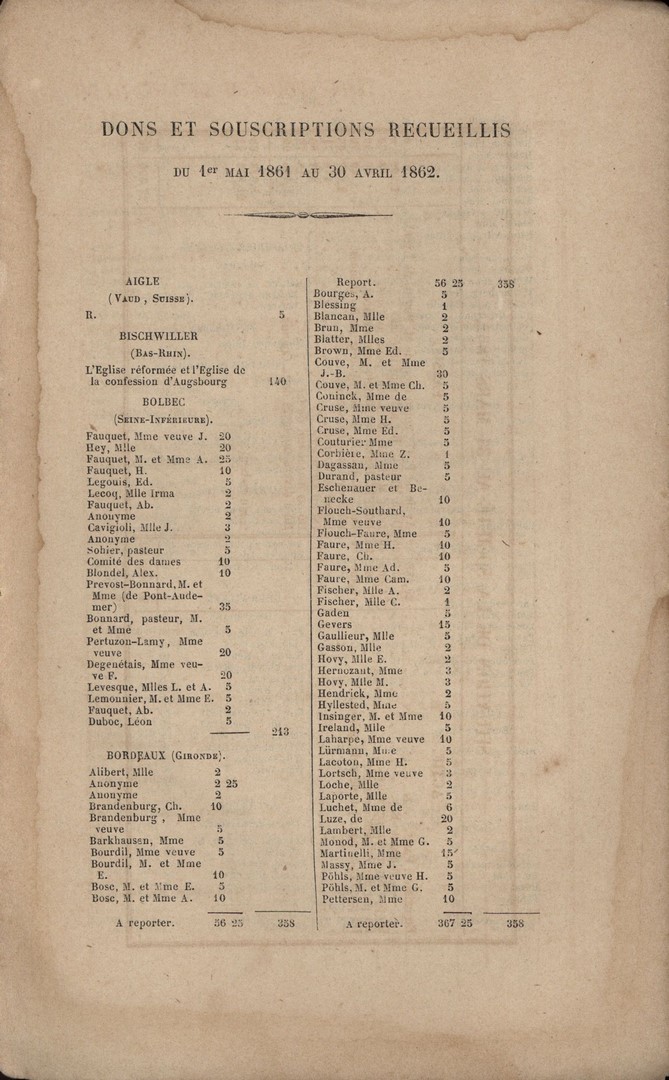 DONS ET SOUSCRIPTIONS RECUEILLIS
DU 1er MAI 1861 AU 30 AVRIL 1862.
AIGLE
(VAUD, SUISSE).
R. 5
BISCHWILLER
(BAS-RHIN).
L'Eglise réformée et l'Eglise de
la confession d'Augsbourg 140
BOLBEC
(SEINE-INFÉRIEURE).
Fauquet, Mme veuve J. 20
Hey, Mlle 20
Fauquet, M. et Mme A. 25
Fauquet, H. 10
Legouis, Ed. 5
Lecoq, Mlle Irma 2
Fauquet, Ab. 2
Anonyme 2
Cavigioli, Mlle J. 3
Anonyme 2
Sohier, pasteur 5
Comité des dames 10
Blondel, Alex. 10
Prevost-Bonnard, M. et
Mme (de Pont-Aude-
mer) 35
Bonnard, pasteur, M.
et Mme 5
Pertuzon-Lamy, Mme
veuve 20
Degenétais, Mme veu-
ve F. 20
Levesque, Mlles L. et A. 5
Lemonnier, M. et Mme E. 5
Fauquet, Ab. 2
Duboc, Léon 5
213
BORDEAUX (GIRONDE).
Alibert, Mlle 2
Anonyme 2 25
Anonyme 2
Brandenburg, Ch. 10
Brandenburg, Mme
veuve 5
Barkhausen, Mme 5
Bourdil, Mme veuve 5
Bourdil, M. et Mme
E. 10
Bosc, M. et Mme E. 5
Bosc, M. et Mme A. 10
A reporter. 56 25 358
Report. 56 25 358
Bourges, A. 5
Blessing 1
Blancan, Mlle 2
Brun, Mme 2
Blatter, Mlles 2
Brown, Mme Ed. 5
Couve, M. et Mme
J.-B. 30
Couve, M. et Mme Ch. 5
Coninck, Mme de 5
Cruse, Mme veuve 5
Cruse, Mme H. 5
Cruse, Mme Ed. 5
Couturier Mme 5
Corbière, Mme Z. 1
Dagassan, Mme 5
Durand, pasteur 5
Eschenauer et Be-
necke 10
Flouch-Southard,
Mme veuve 10
Flouch-Faure, Mme 5
Faure, Mme H. 10
Faure, Ch. 10
Faure, Mme Ad. 5
Faure, Mme Cam. 10
Fischer, Mlle A. 2
Fischer, Mlle C. 1
Gaden 5
Gevers 15
Gaullieur, Mlle 5
Gasson, Mlle 2
Hovy, Mlle E. 2
Hernozant, Mme 3
Hovy, Mlle M. 3
Hendrick, Mme 2
Hyllested, Mme 5
Insinger, M. et Mme 10
Ireland, Mlle 5
Laharpe, Mme veuve 10
Lürmann, Mme 5
Lacoton, Mme H. 5
Lortsch, Mme veuve 3
Loche, Mlle 2
Laporte, Mlle 5
Luchet, Mme de 6
Luze, de 20
Lambert, Mlle 2
Monod, M. et Mme G. 5
Martinelli, Mme 15
Massy, Mme J. 5
Pöhls, Mme veuve H. 5
Pöhls, M. et Mme G. 5
Pettersen, Mme 10
A reporter. 367 25 358